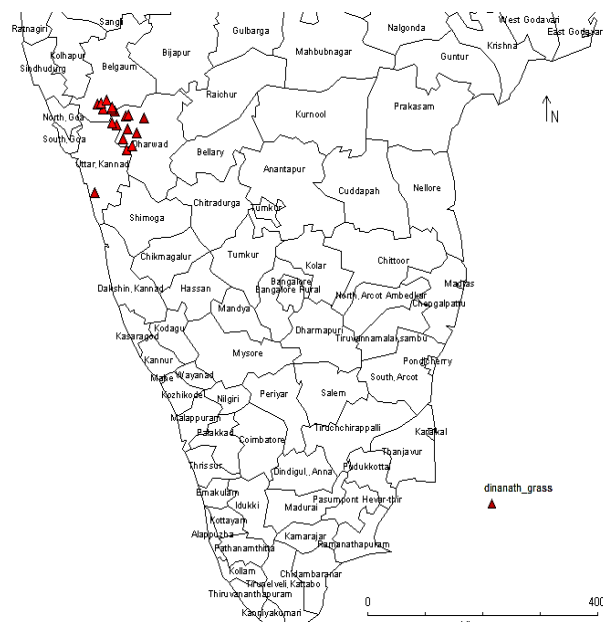 Ratnagiri
Sangli
Gulbarga
Nalgonda
West Godavari
East Godavari
Kolhapur
Bijapur
Mahbubnagar
Krishna
Sindhudurg
Belgaum
Guntur
Raichur
Prakasam
North, Goa
Kurnool
N
South, Goa
Dharwad
Bellary
Uttar, Kannad
Anantapur
Cuddapah
Nellore
Chitradurga
Tumkur
Shimoga
Chikmagalur
Tumkur
Kolar
Chittoor
Dakshin, Kannad
Hassan
Bangalore
Bangalore Rural
North, Arcot Ambedkar
Madras
Chengalpattu
Mandya
Kodagu
Dharmapuri
Kasaragod
Tiruvannamalai,sambu
Mysore
Pondicherry
Kannur
Mahe
Wayanad
South, Arcot
Kozhikode
Nilgiri
Periyar
Salem
Malappuram
Palakkad
Coimbatore
Tiruchchirappalli
Karaikal
Thanjavur
Thrissur
Dindigul,, Anna
Pudukkottai
Ernakulam
Idukki
Madurai
Pasumpont Hevar-thir
dinanath_grass
Kottayam
Alappuzha
Kamarajar
Pathanamthitta
Ramanathapuram
Kollam
Chidambaranar
Tirunelveli, Kattabo
Thiruvananthapuram
Kanniyakumari
0
400